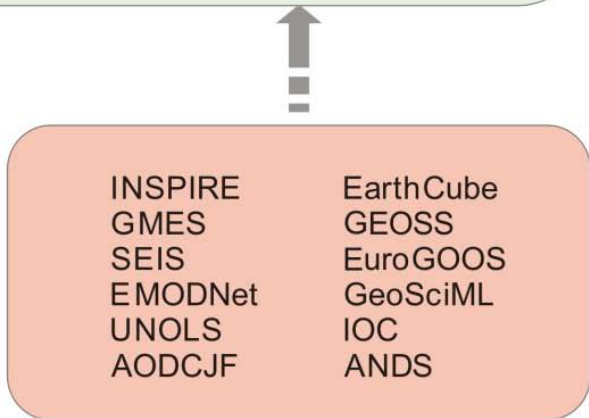 INSPIRE
GMES
SEIS
EMODNet
UNOLS
AODCJF
EarthCube
GEOSS
EuroGOOS
GeoSciML
IOC
ANDS